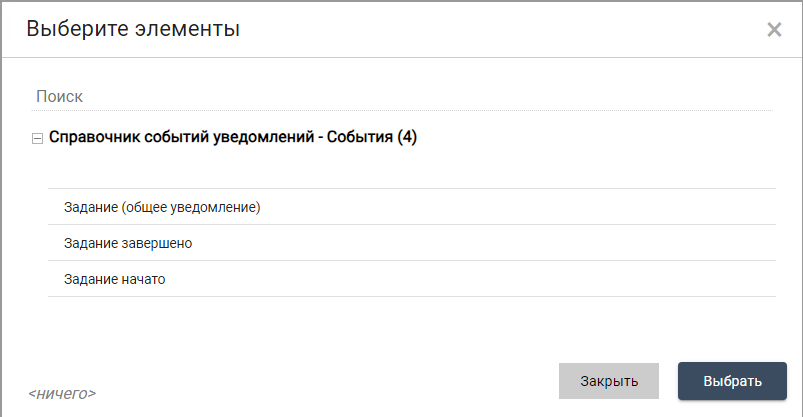 Выберите элементы
Поиск
Справочник событий уведомлений - События (4)
Задание (общее уведомление)
Задание завершено
Задание начато
<ничего>
Закрыть
Выбрать